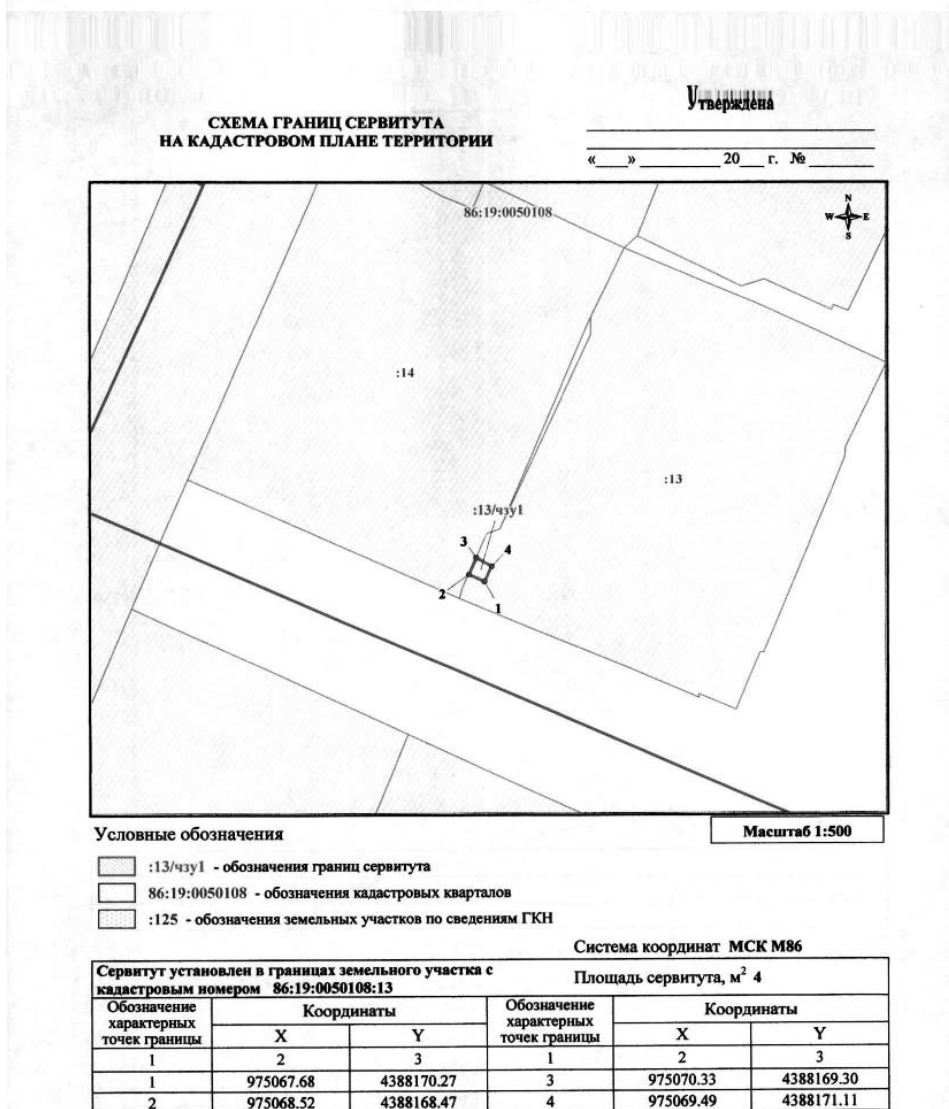 Утверждена
СХЕМА ГРАНИЦ СЕРВИТУТА
НА КАДАСТРОВОМ ПЛАНЕ ТЕРРИТОРИИ
«___» ________ 20__ г. № ________
86:19:0050108
N
W E
S
:14
:13
:13/чзу1
3
4
2
1
Условные обозначения
Масштаб 1:500
:13/чзу1 - обозначения границ сервитута
86:19:0050108 - обозначения кадастровых кварталов
:125 - обозначения земельных участков по сведениям ГКН
Система координат МСК М86
Сервитут установлен в границах земельного участка с
кадастровым номером 86:19:0050108:13
Площадь сервитута, м² 4
Обозначение характерных точек границы Координаты Обозначение характерных точек границы Координаты
X Y X Y
1 2 3 1 2 3
1 975067.68 4388170.27 3 975070.33 4388169.30
2 975068.52 4388168.47 4 975069.49 4388171.11